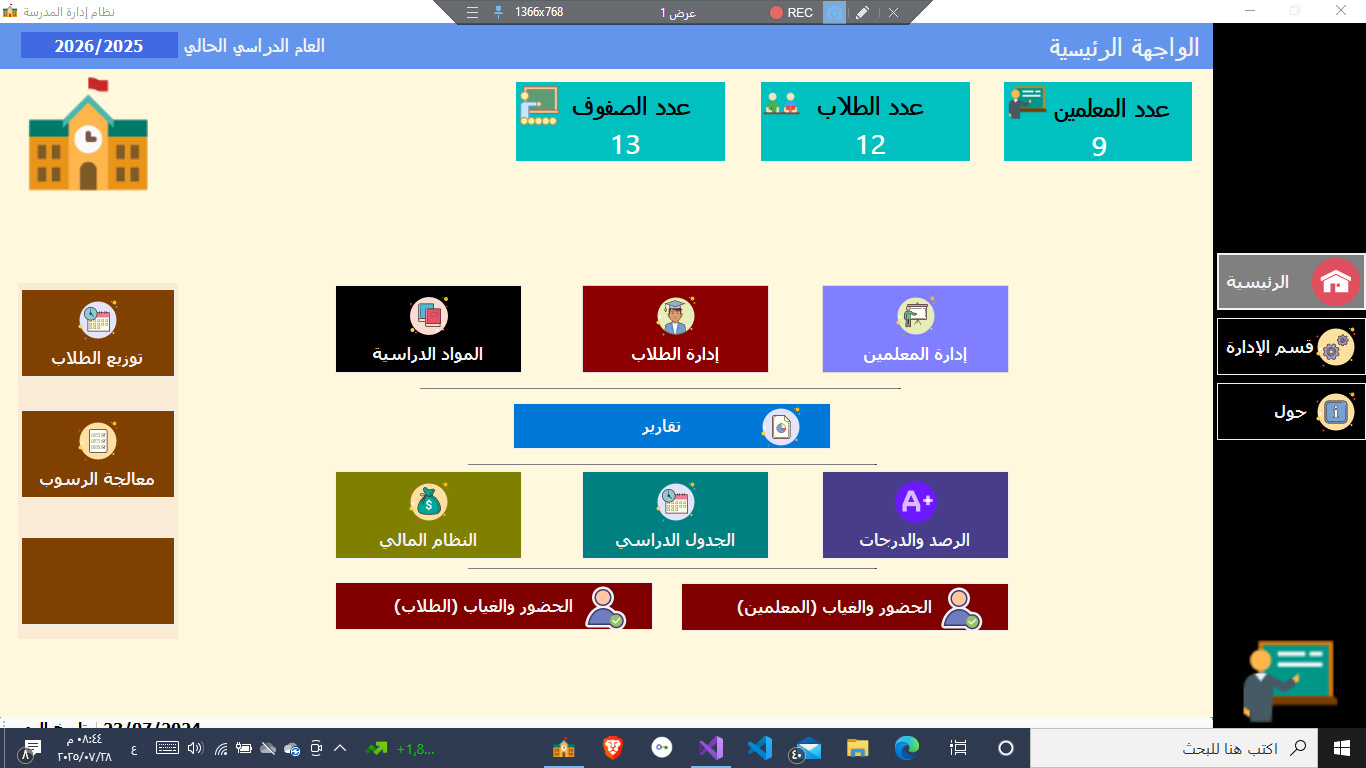 نظام إدارة المدرسة
1366x768
عرض 1
REC
الواجهة الرئيسية
العام الدراسي الحالي
2026/2025
عدد المعلمين
9
عدد الطلاب
12
عدد الصفوف
13
الرئيسية
قسم الإدارة
حول
إدارة المعلمين
إدارة الطلاب
المواد الدراسية
تقارير
A+
الرصد والدرجات
الجدول الدراسي
$
النظام المالي
الحضور والغياب (المعلمين)
الحضور والغياب (الطلاب)
توزيع الطلاب
معالجة الرسوب
23/07/2024
اكتب هنا للبحث
٤٠
+1,8...
ع
٠٨:٤٤ م
٢٠٢٥/٠٧/٢٨
٨